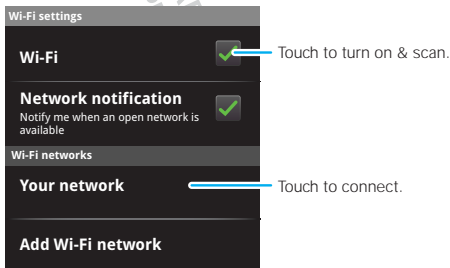 Wi-Fi settings
Wi-Fi
Touch to turn on & scan.
Network notification
Notify me when an open network is
available
Wi-Fi networks
Your network
Touch to connect.
Add Wi-Fi network